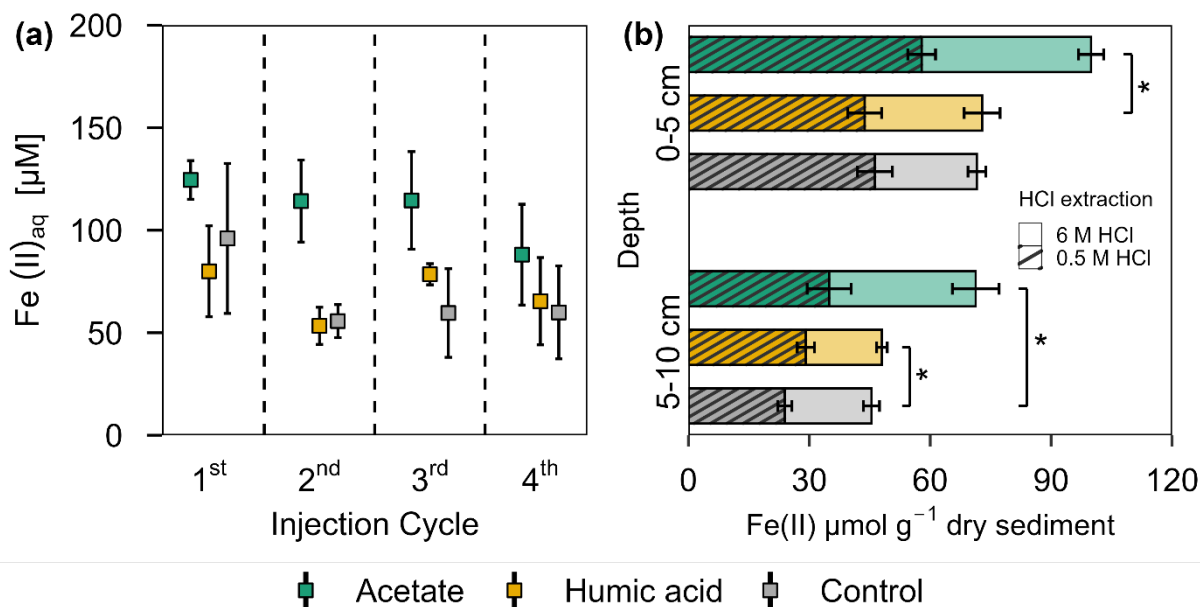 (a)
Fe (II)aq [µM]
200
150
100
50
0
1st 2nd 3rd 4th
Injection Cycle
(b)
Depth
0-5 cm
5-10 cm
*
*
*
HCl extraction
6 M HCl
0.5 M HCl
0 30 60 90 120
Fe(II) µmol g⁻¹ dry sediment
Acetate Humic acid Control